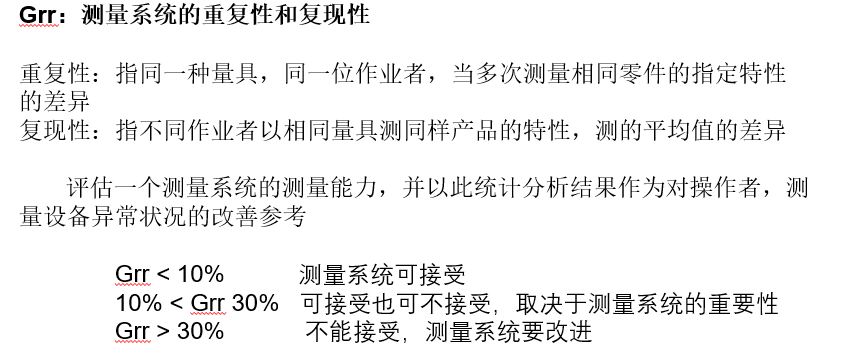 Grr：测量系统的重复性和复现性
重复性：指同一种量具，同一位作业者，当多次测量相同零件的指定特性
的差异
复现性：指不同作业者以相同量具测同样产品的特性，测的平均值的差异
评估一个测量系统的测量能力，并以此统计分析结果作为对操作者，测
量设备异常状况的改善参考
Grr < 10% 测量系统可接受
10% < Grr 30% 可接受也可不接受，取决于测量系统的重要性
Grr > 30% 不能接受，测量系统要改进